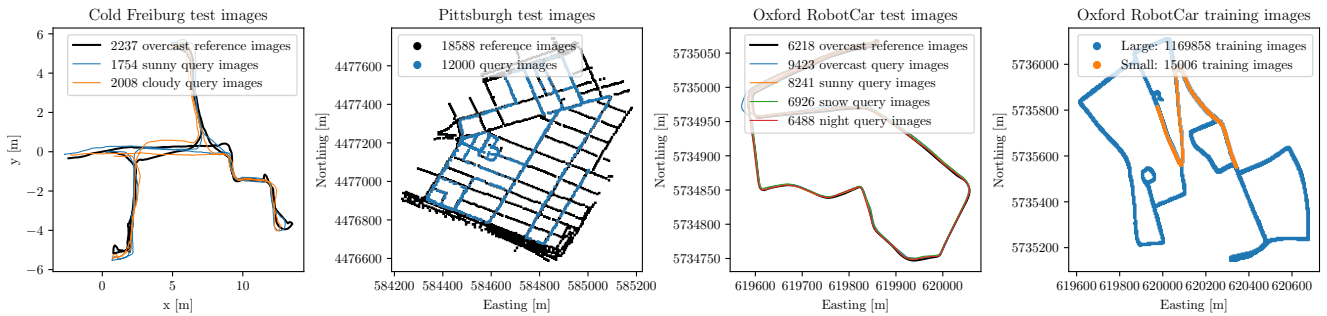 Cold Freiburg test images
6
4
2
0
−2
−4
−6
y [m]
0
5
10
x [m]
2237 overcast reference images
1754 sunny query images
2008 cloudy query images
Pittsburgh test images
4477600
4477400
4477200
4477000
4476800
4476600
Northing [m]
584200 584400 584600 584800 585000 585200
Easting [m]
18588 reference images
12000 query images
Oxford RobotCar test images
5735050
5735000
5734950
5734900
5734850
5734800
5734750
Northing [m]
619600 619700 619800 619900 620000
Easting [m]
6218 overcast reference
9423 overcast query images
8241 sunny query images
6926 snow query images
6488 night query images
Oxford RobotCar training images
5736000
5735800
5735600
5735400
5735200
Northing [m]
619600 619800 620000 620200 620400 620600
Easting [m]
Large: 1169858 training images
Small: 15006 training images